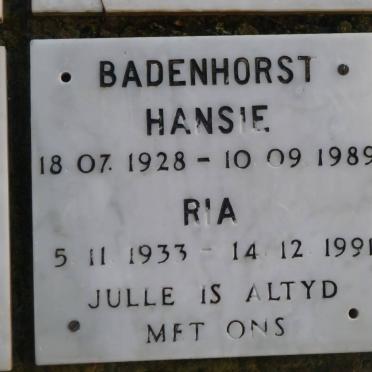 BADENHORST
HANSIE
18 07. 1928 - 10 09 1989
RIA
5 11 1933 - 14 12 1991
JULLE IS ALTYD
MET ONS